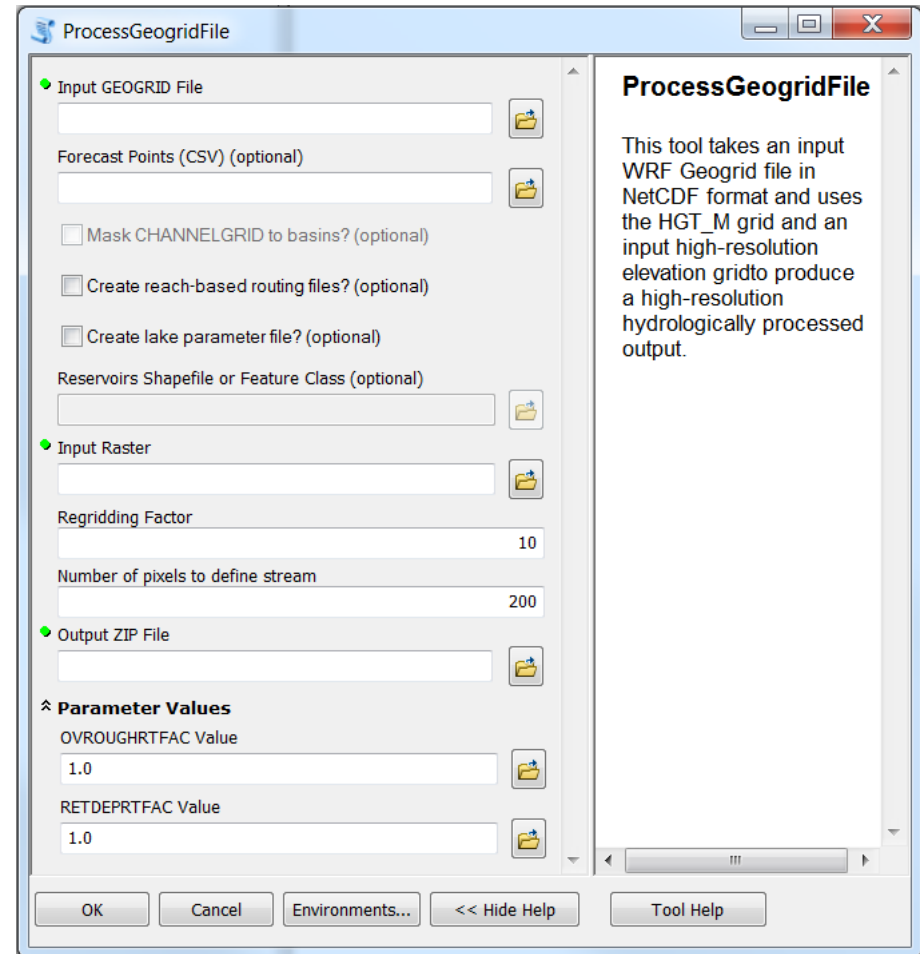 ProcessGeogridFile
Input GEOGRID File
Forecast Points (CSV) (optional)
Mask CHANNELGRID to basins? (optional)
Create reach-based routing files? (optional)
Create lake parameter file? (optional)
Reservoirs Shapefile or Feature Class (optional)
Input Raster
Regridding Factor
10
Number of pixels to define stream
200
Output ZIP File
Parameter Values
OVROUGHRTFAC Value
1.0
RETDEPRTFAC Value
1.0
ProcessGeogridFile
This tool takes an input
WRF Geogrid file in
NetCDF format and uses
the HGT_M grid and an
input high-resolution
elevation gridto produce
a high-resolution
hydrologically processed
output.
OK Cancel Environments... << Hide Help Tool Help